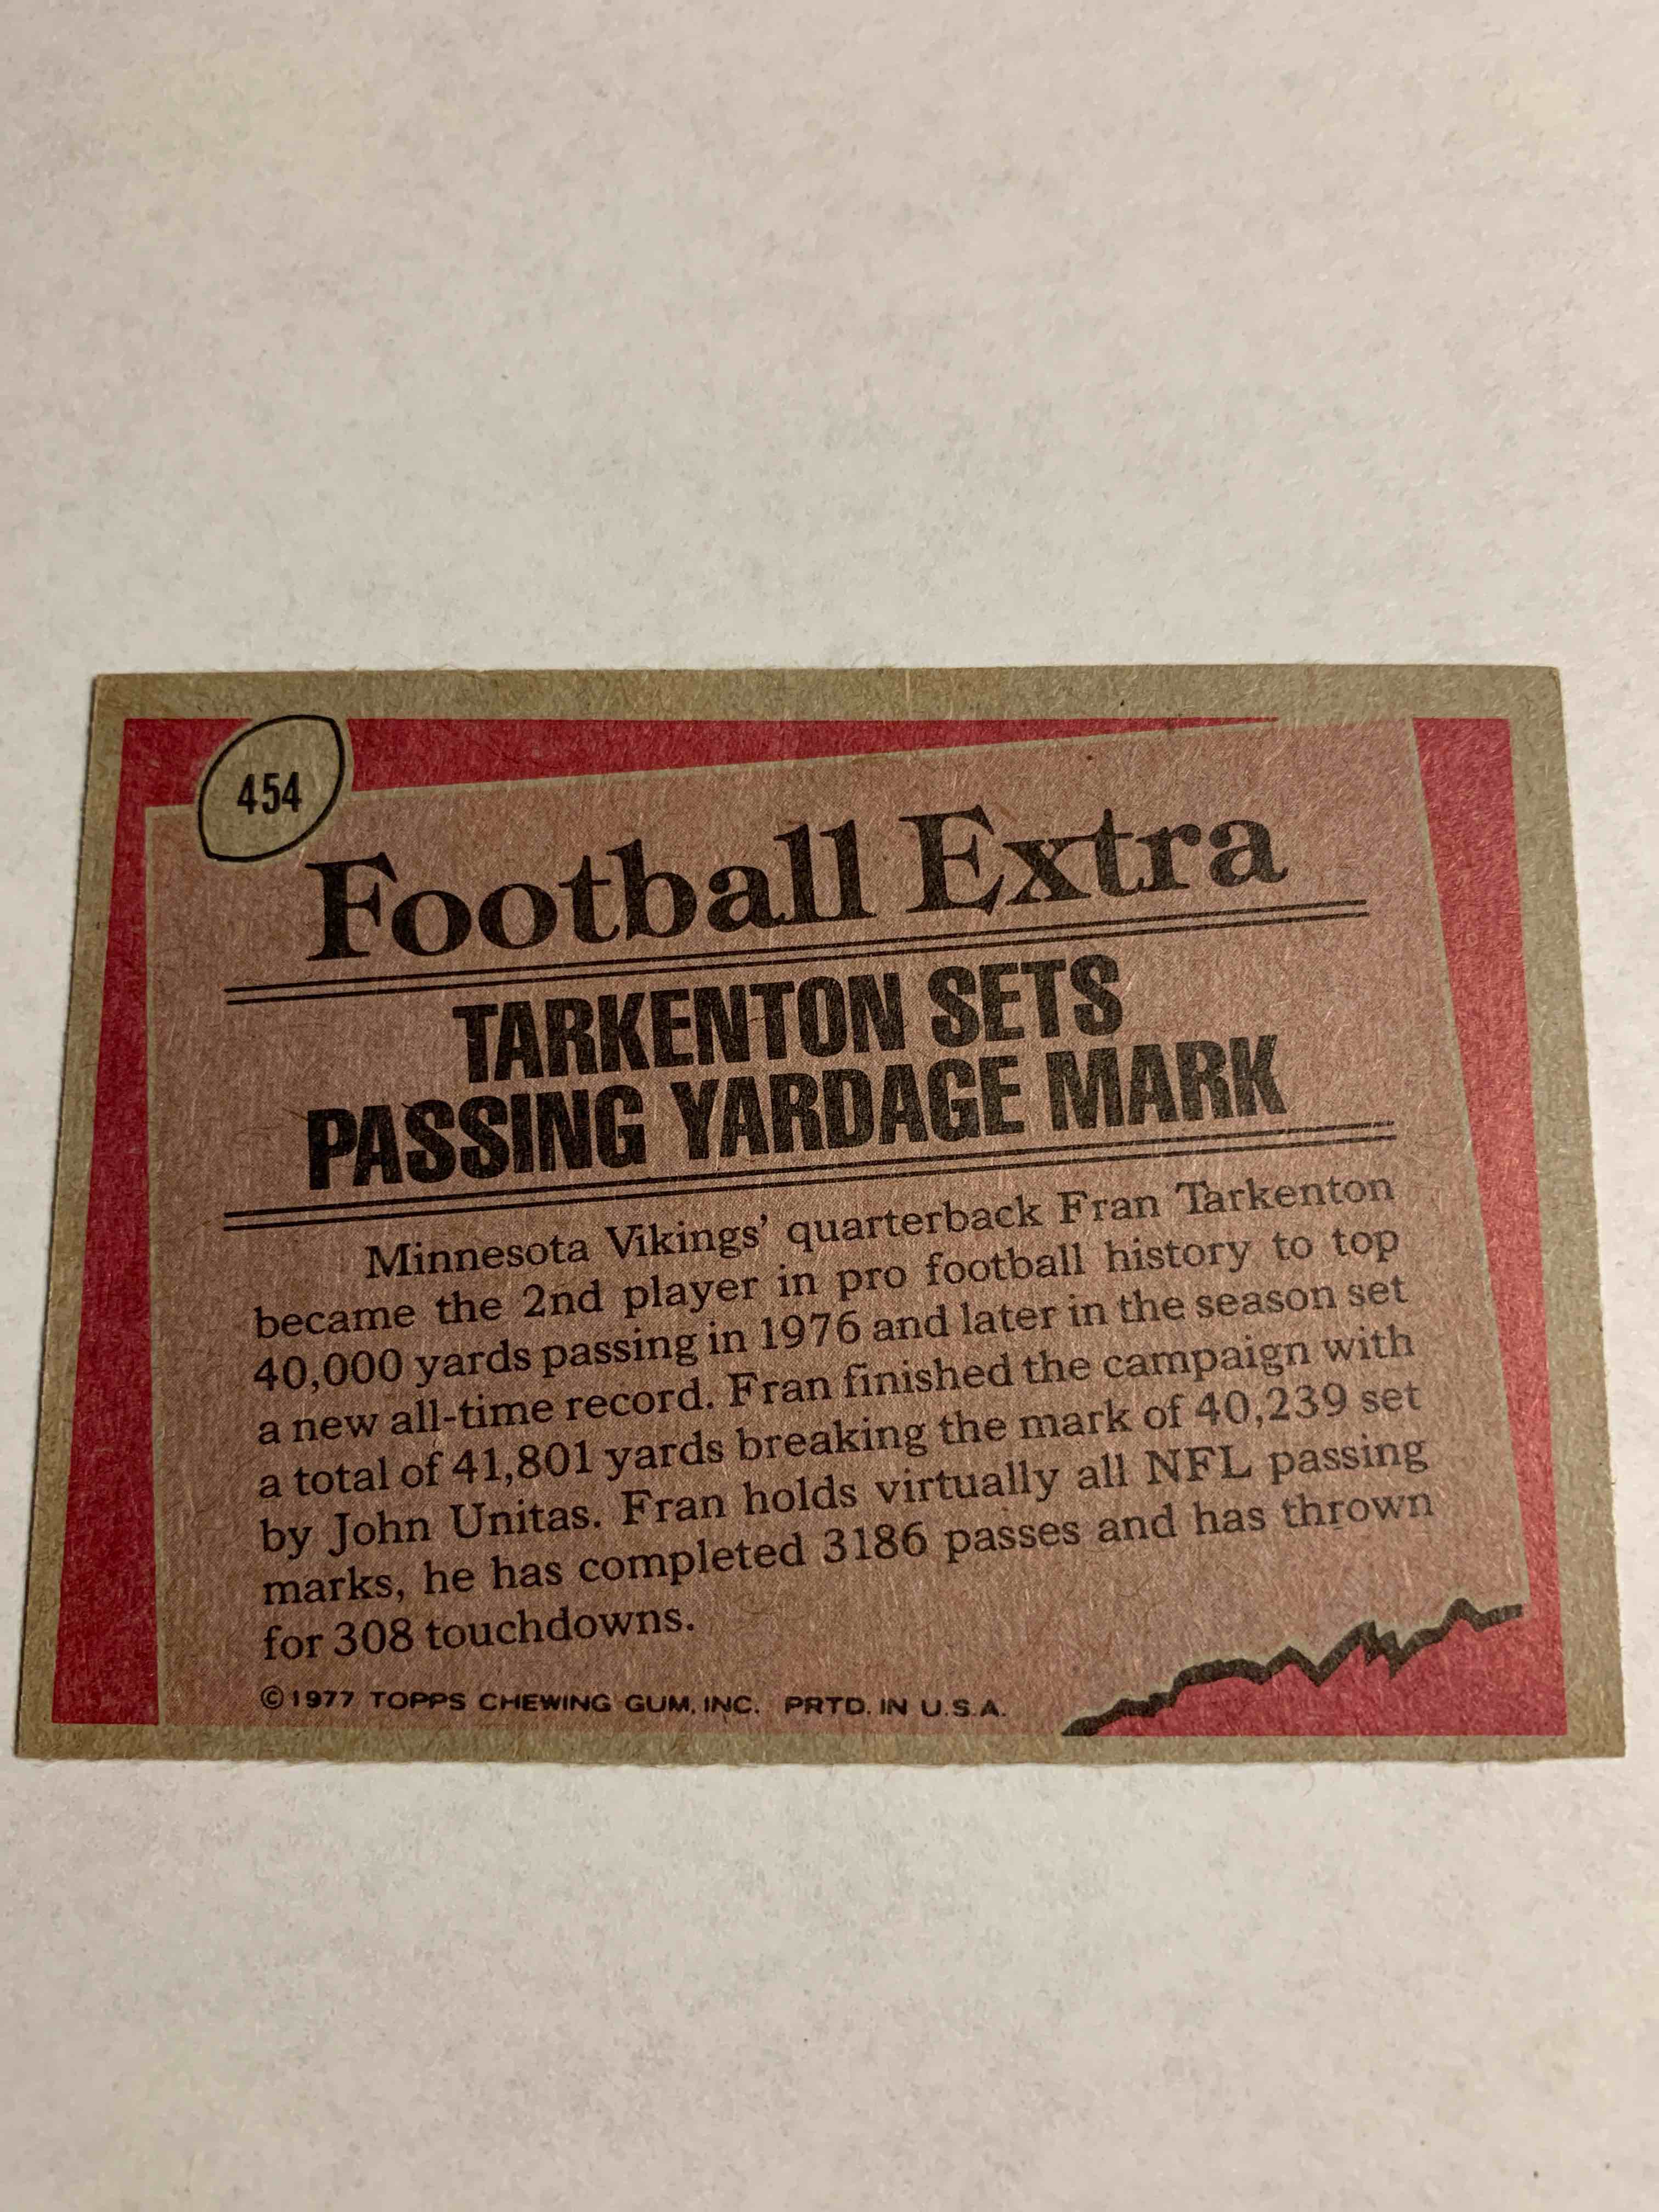 454
Football Extra
TARKENTON SETS
PASSING YARDAGE MARK
Minnesota Vikings' quarterback Fran Tarkenton
became the 2nd player in pro football history to top
40,000 yards passing in 1976 and later in the season set
a new all-time record. Fran finished the campaign with
a total of 41,801 yards breaking the mark of 40,239 set
by John Unitas. Fran holds virtually all NFL passing
marks, he has completed 3186 passes and has thrown
for 308 touchdowns.
©1977 TOPPS CHEWING GUM, INC. PRTD. IN U.S.A.